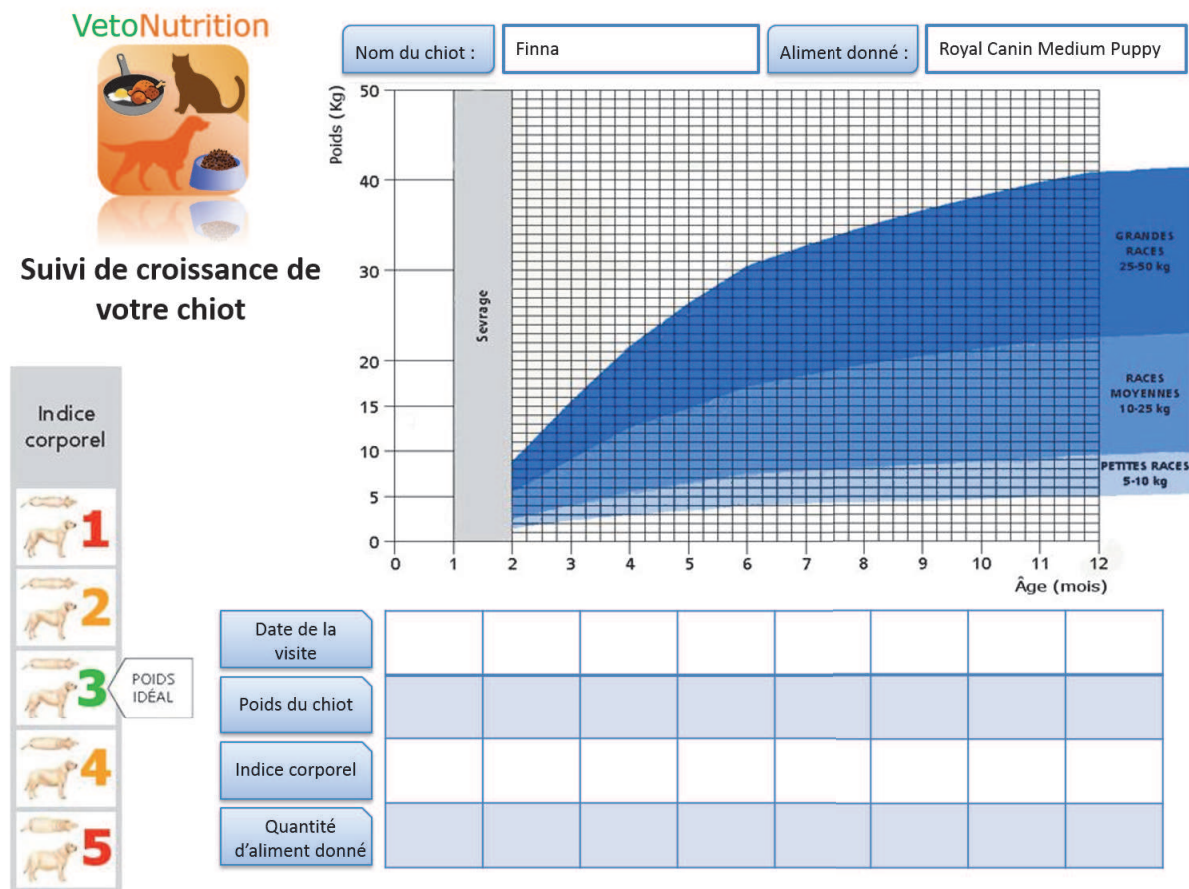 VetoNutrition
Suivi de croissance de
votre chiot
Nom du chiot :
Finna
Aliment donné :
Royal Canin Medium Puppy
Poids (Kg)
50
40
30
20
15
10
5
0
Sevrage
GRANDES
RACES
25-50 kg
RACES
MOYENNES
10-25 kg
PETITES RACES
5-10 kg
0 1 2 3 4 5 6 7 8 9 10 11 12
Âge (mois)
Indice
corporel
1
2
3
POIDS
IDÉAL
4
5
Date de la
visite
Poids du chiot
Indice corporel
Quantité
d'aliment donné